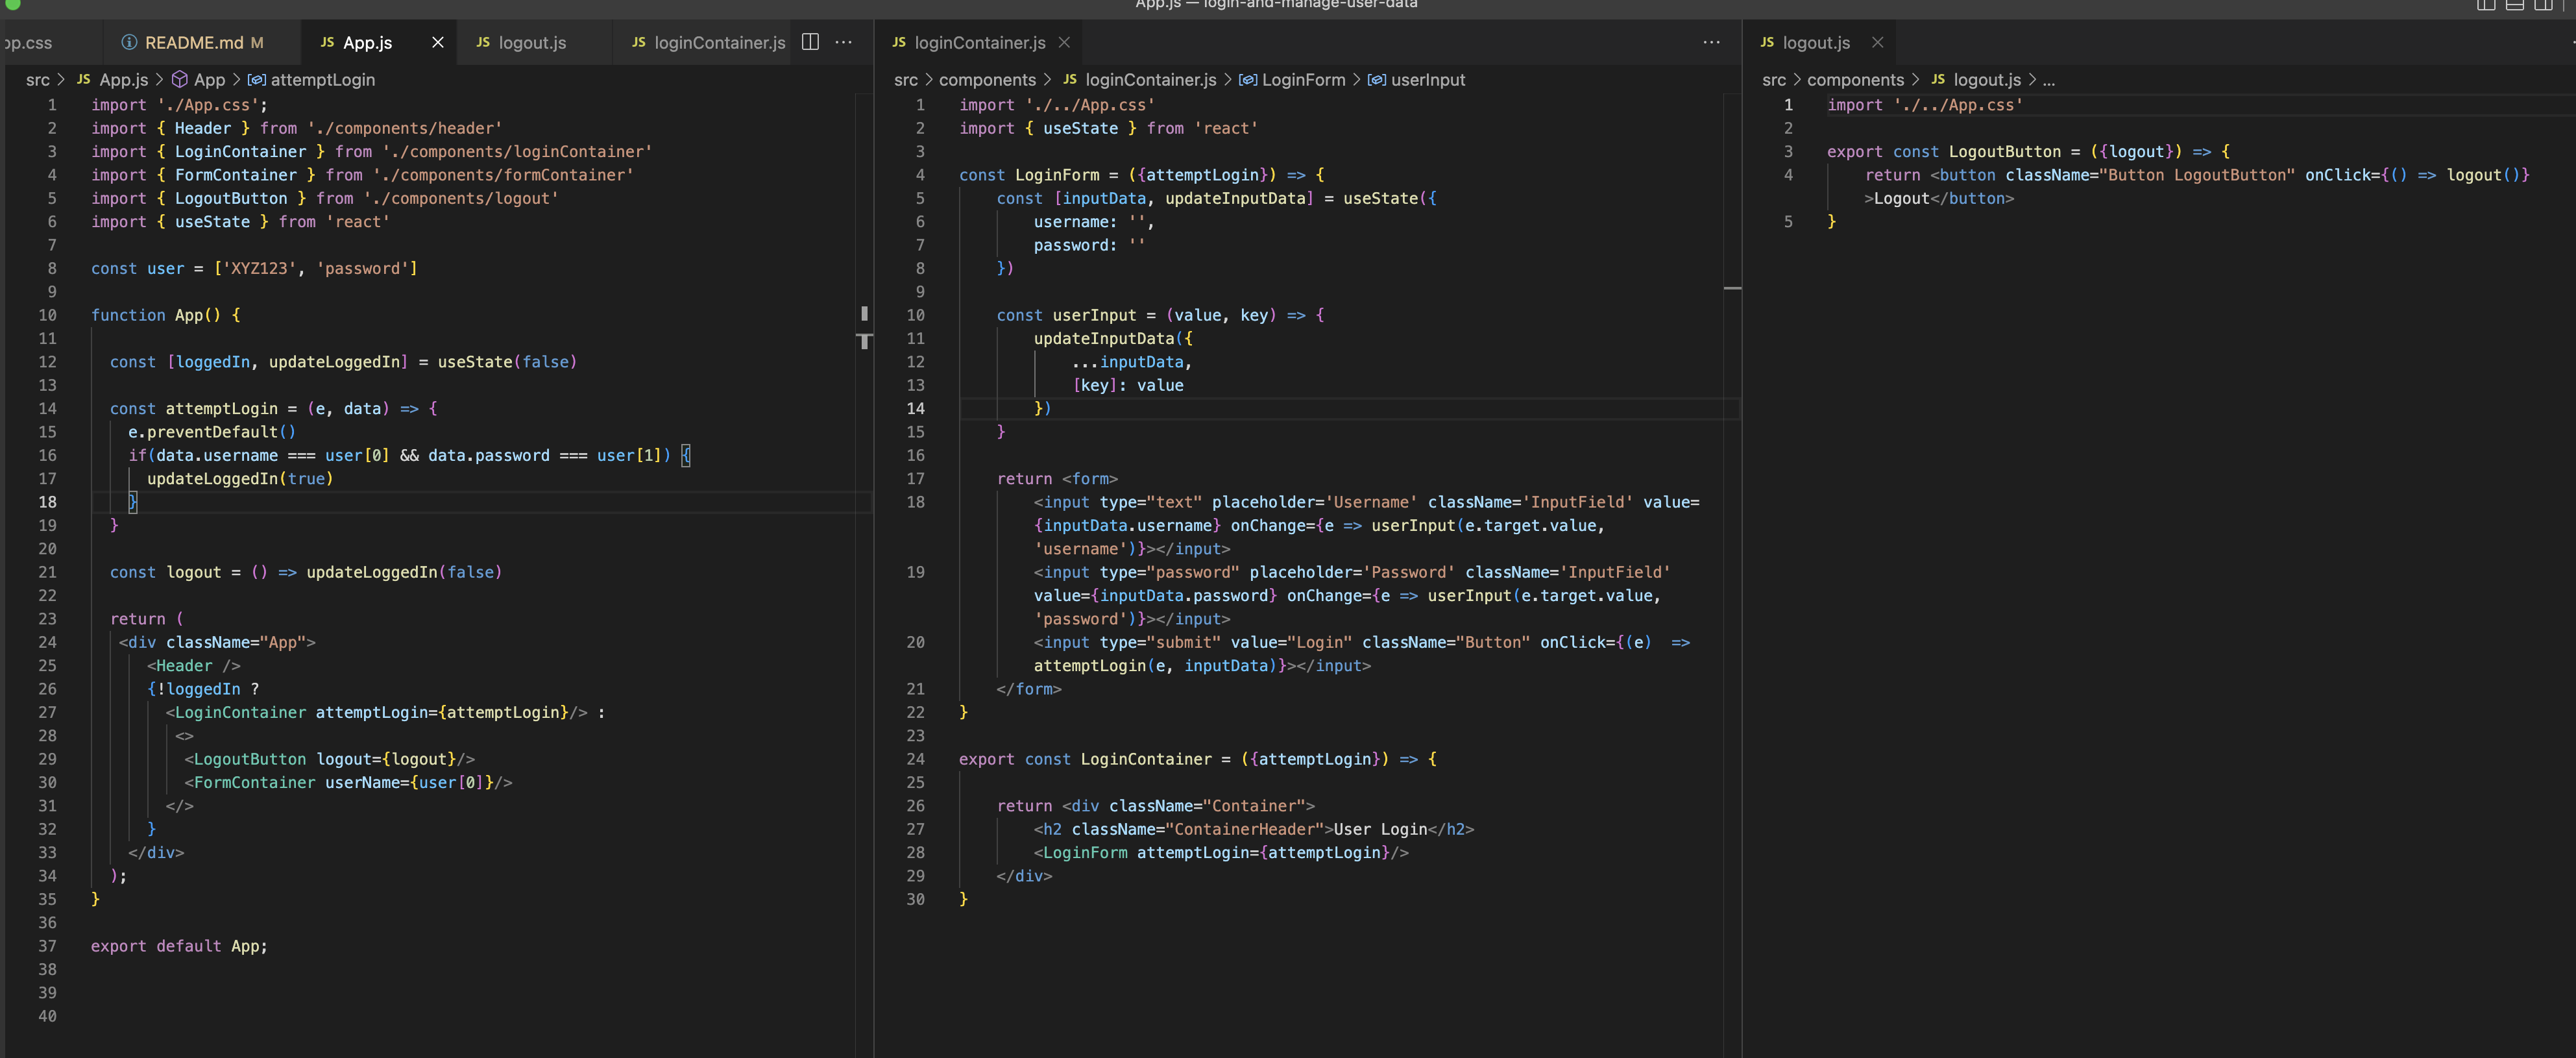 App.js — login-and-manage-user-data
README.md M
JS App.js
JS logout.js
JS loginContainer.js
src > JS App.js > App > attemptLogin
1 import './App.css';
2 import { Header } from './components/header'
3 import { LoginContainer } from './components/loginContainer'
4 import { FormContainer } from './components/formContainer'
5 import { LogoutButton } from './components/logout'
6 import { useState } from 'react'
7
8 const user = ['XYZ123', 'password']
9
10 function App() {
11
12 const [loggedIn, updateLoggedIn] = useState(false)
13
14 const attemptLogin = (e, data) => {
15 e.preventDefault()
16 if(data.username === user[0] && data.password === user[1]) {
17 updateLoggedIn(true)
18 }
19 }
20
21 const logout = () => updateLoggedIn(false)
22
23 return (
24 <div className="App">
25 <Header />
26 {!loggedIn ?
27 <LoginContainer attemptLogin={attemptLogin}/> :
28 <>
29 <LogoutButton logout={logout}/>
30 <FormContainer userName={user[0]}/>
31 </>
32 }
33 </div>
34 );
35 }
36
37 export default App;
38
39
40
JS loginContainer.js
src > components > JS loginContainer.js > LoginForm > userInput
1 import './../App.css'
2 import { useState } from 'react'
3
4 const LoginForm = ({attemptLogin}) => {
5 const [inputData, updateInputData] = useState({
6 username: '',
7 password: ''
8 })
9
10 const userInput = (value, key) => {
11 updateInputData({
12 ...inputData,
13 [key]: value
14 })
15 }
16
17 return <form>
18 <input type="text" placeholder='Username' className='InputField' value=
{inputData.username} onChange={e => userInput(e.target.value,
'username')}></input>
19 <input type="password" placeholder='Password' className='InputField'
value={inputData.password} onChange={e => userInput(e.target.value,
'password')}></input>
20 <input type="submit" value="Login" className="Button" onClick={(e)  =>
attemptLogin(e, inputData)}></input>
21 </form>
22 }
23
24 export const LoginContainer = ({attemptLogin}) => {
25
26 return <div className="Container">
27 <h2 className="ContainerHeader">User Login</h2>
28 <LoginForm attemptLogin={attemptLogin}/>
29 </div>
30 }
JS logout.js
src > components > JS logout.js > ...
1 import './../App.css'
2
3 export const LogoutButton = ({logout}) => {
4 return <button className="Button LogoutButton" onClick={() => logout()}
>Logout</button>
5 }